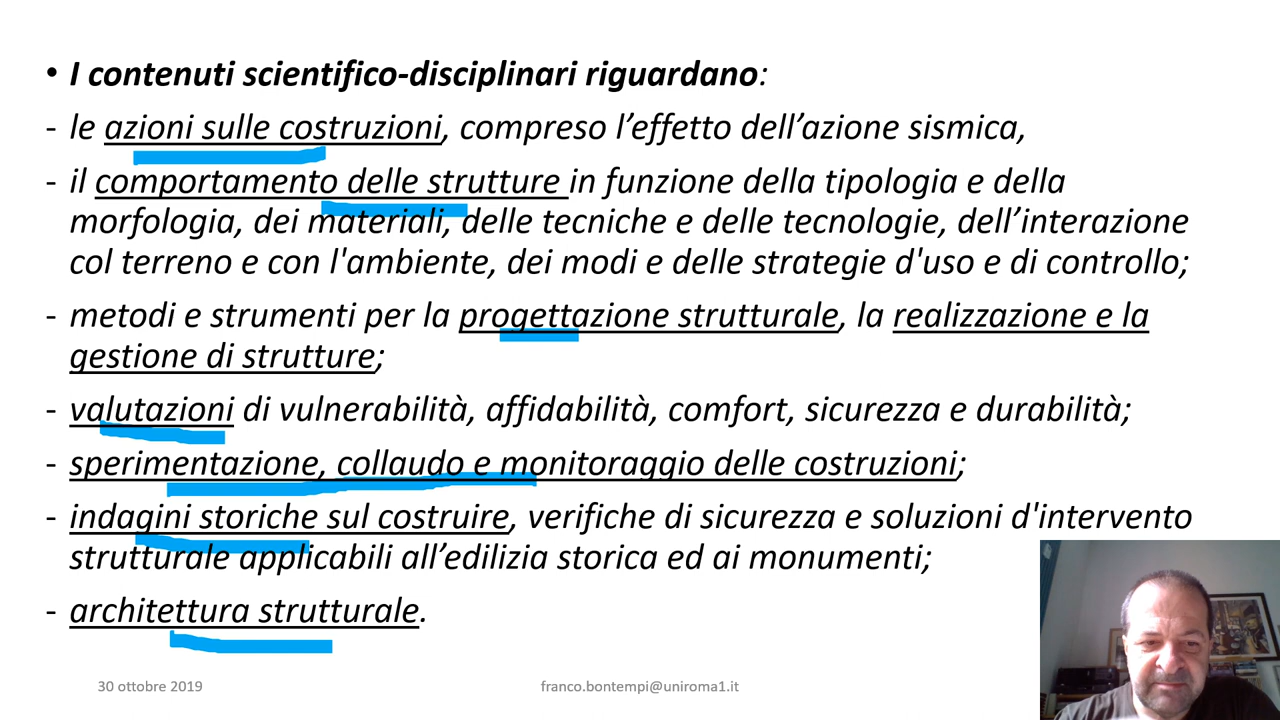 • I contenuti scientifico-disciplinari riguardano:
- le azioni sulle costruzioni, compreso l’effetto dell’azione sismica,
- il comportamento delle strutture in funzione della tipologia e della
morfologia, dei materiali, delle tecniche e delle tecnologie, dell’interazione
col terreno e con l'ambiente, dei modi e delle strategie d'uso e di controllo;
- metodi e strumenti per la progettazione strutturale, la realizzazione e la
gestione di strutture;
- valutazioni di vulnerabilità, affidabilità, comfort, sicurezza e durabilità;
- sperimentazione, collaudo e monitoraggio delle costruzioni;
- indagini storiche sul costruire, verifiche di sicurezza e soluzioni d'intervento
strutturale applicabili all’edilizia storica ed ai monumenti;
- architettura strutturale.
30 ottobre 2019
franco.bontempi@uniroma1.it